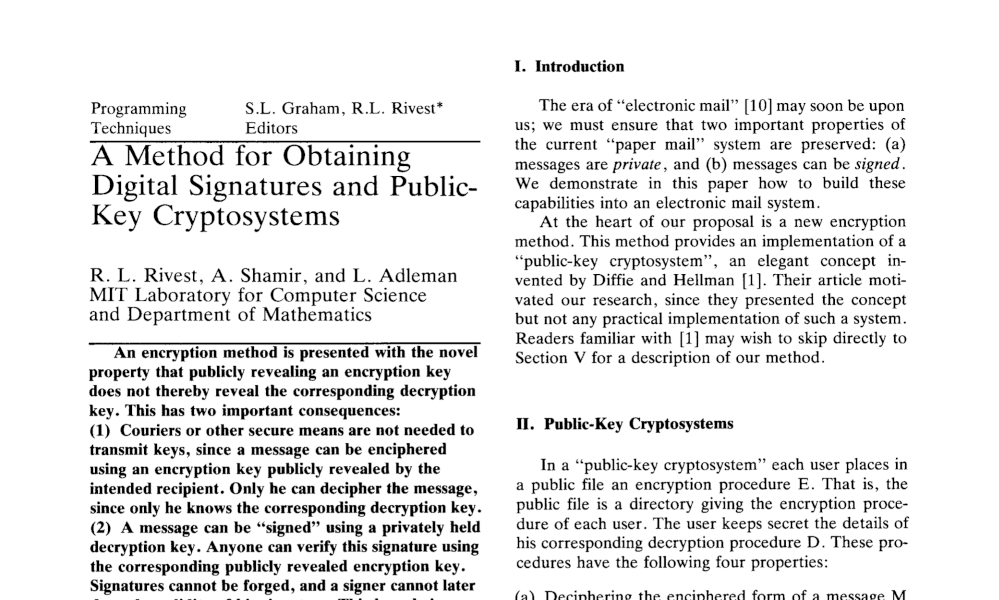 Programming Techniques
S.L. Graham, R.L. Rivest*
Editors
A Method for Obtaining
Digital Signatures and Public-
Key Cryptosystems
R. L. Rivest, A. Shamir, and L. Adleman
MIT Laboratory for Computer Science
and Department of Mathematics
An encryption method is presented with the novel
property that publicly revealing an encryption key
does not thereby reveal the corresponding decryption
key. This has two important consequences:
(1) Couriers or other secure means are not needed to
transmit keys, since a message can be enciphered
using an encryption key publicly revealed by the
intended recipient. Only he can decipher the message,
since only he knows the corresponding decryption key.
(2) A message can be “signed” using a privately held
decryption key. Anyone can verify this signature using
the corresponding publicly revealed encryption key.
Signatures cannot be forged, and a signer cannot later
I. Introduction
The era of “electronic mail” [10] may soon be upon
us; we must ensure that two important properties of
the current “paper mail” system are preserved: (a)
messages are private, and (b) messages can be signed.
We demonstrate in this paper how to build these
capabilities into an electronic mail system.
At the heart of our proposal is a new encryption
method. This method provides an implementation of a
“public-key cryptosystem”, an elegant concept in-
vented by Diffie and Hellman [1]. Their article moti-
vated our research, since they presented the concept
but not any practical implementation of such a system.
Readers familiar with [1] may wish to skip directly to
Section V for a description of our method.
II. Public-Key Cryptosystems
In a “public-key cryptosystem” each user places in
a public file an encryption procedure E. That is, the
public file is a directory giving the encryption proce-
dure of each user. The user keeps secret the details of
his corresponding decryption procedure D. These pro-
cedures have the following four properties:
(a) Deciphering the enciphered form of a message M